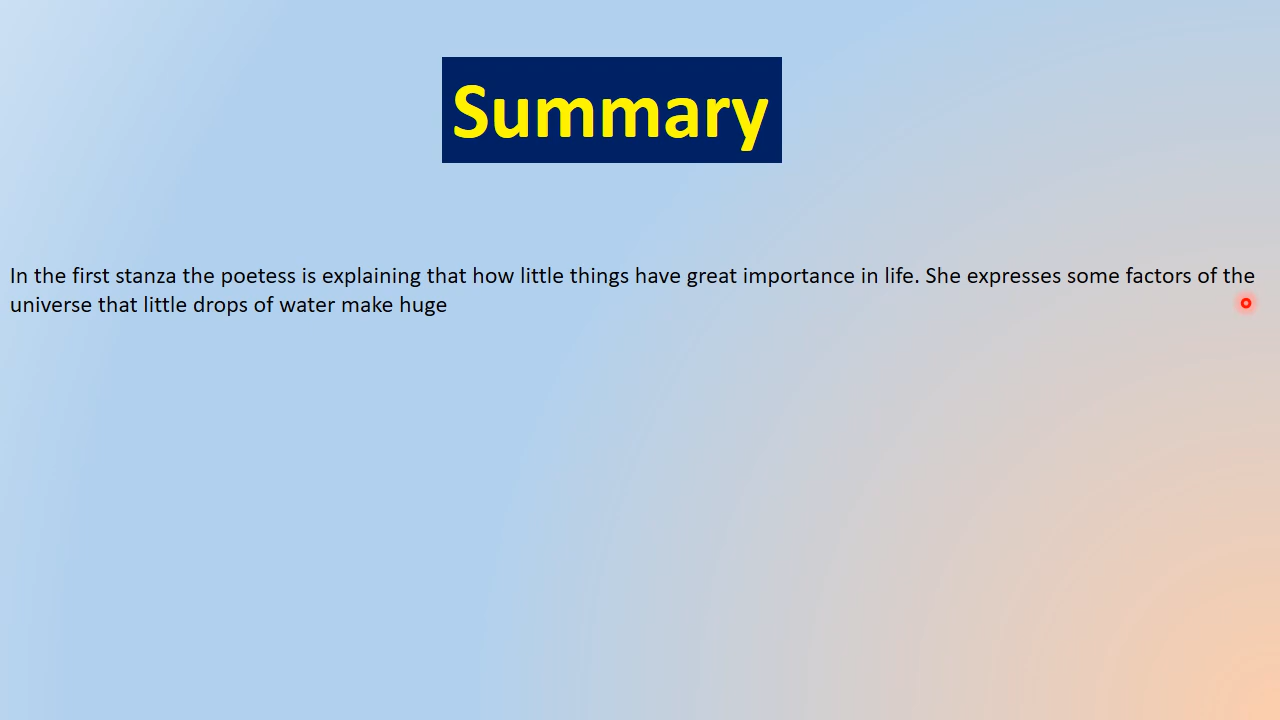 Summary
In the first stanza the poetess is explaining that how little things have great importance in life. She expresses some factors of the
universe that little drops of water make huge